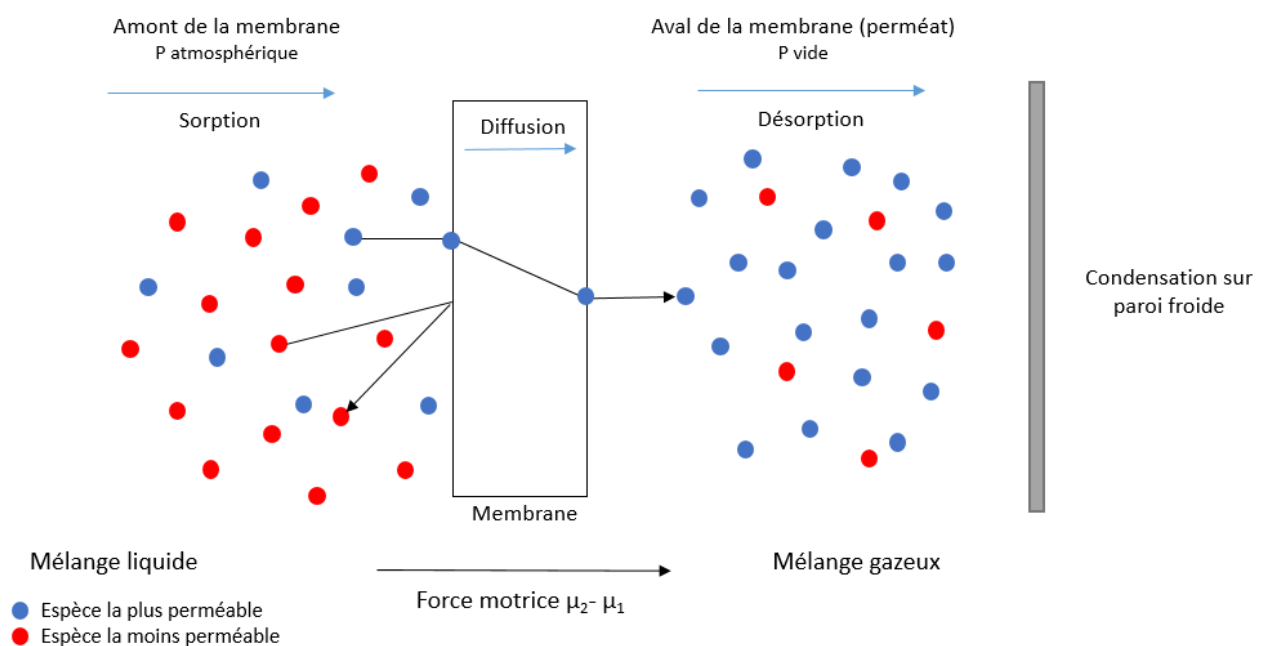 Amont de la membrane
P atmosphérique
Sorption
Diffusion
Aval de la membrane (perméat)
P vide
Désorption
Condensation sur
paroi froide
Membrane
Mélange liquide
Mélange gazeux
Force motrice μ₂- μ₁
Espèce la plus perméable
Espèce la moins perméable